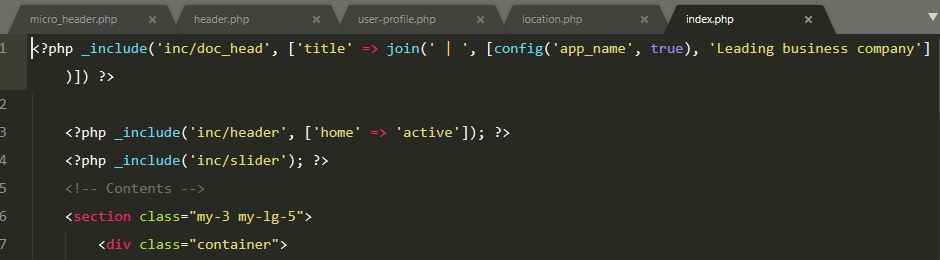 micro_header.php × header.php × user-profile.php × location.php × index.php ×
1 <?php _include('inc/doc_head', ['title' => join(' | ', [config('app_name', true), 'Leading business company']
)]) ?>
2
3 <?php _include('inc/header', ['home' => 'active']); ?>
4 <?php _include('inc/slider'); ?>
5 <!-- Contents -->
6 <section class="my-3 my-lg-5">
7 <div class="container">